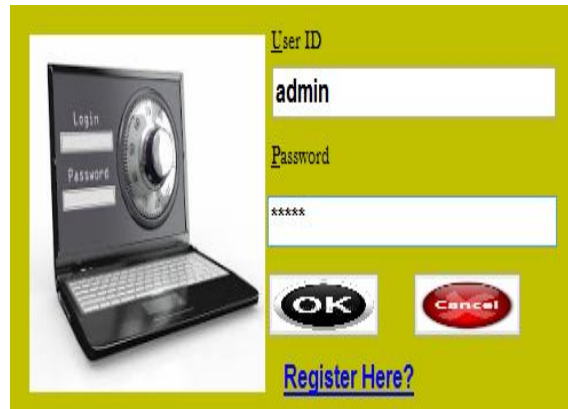 User ID
admin
Login
Password
Password
*****
OK
Cancel
Register Here?